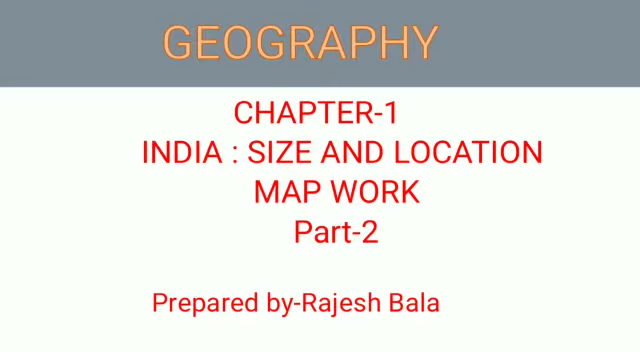 GEOGRAPHY
CHAPTER-1
INDIA : SIZE AND LOCATION
MAP WORK
Part-2
Prepared by-Rajesh Bala